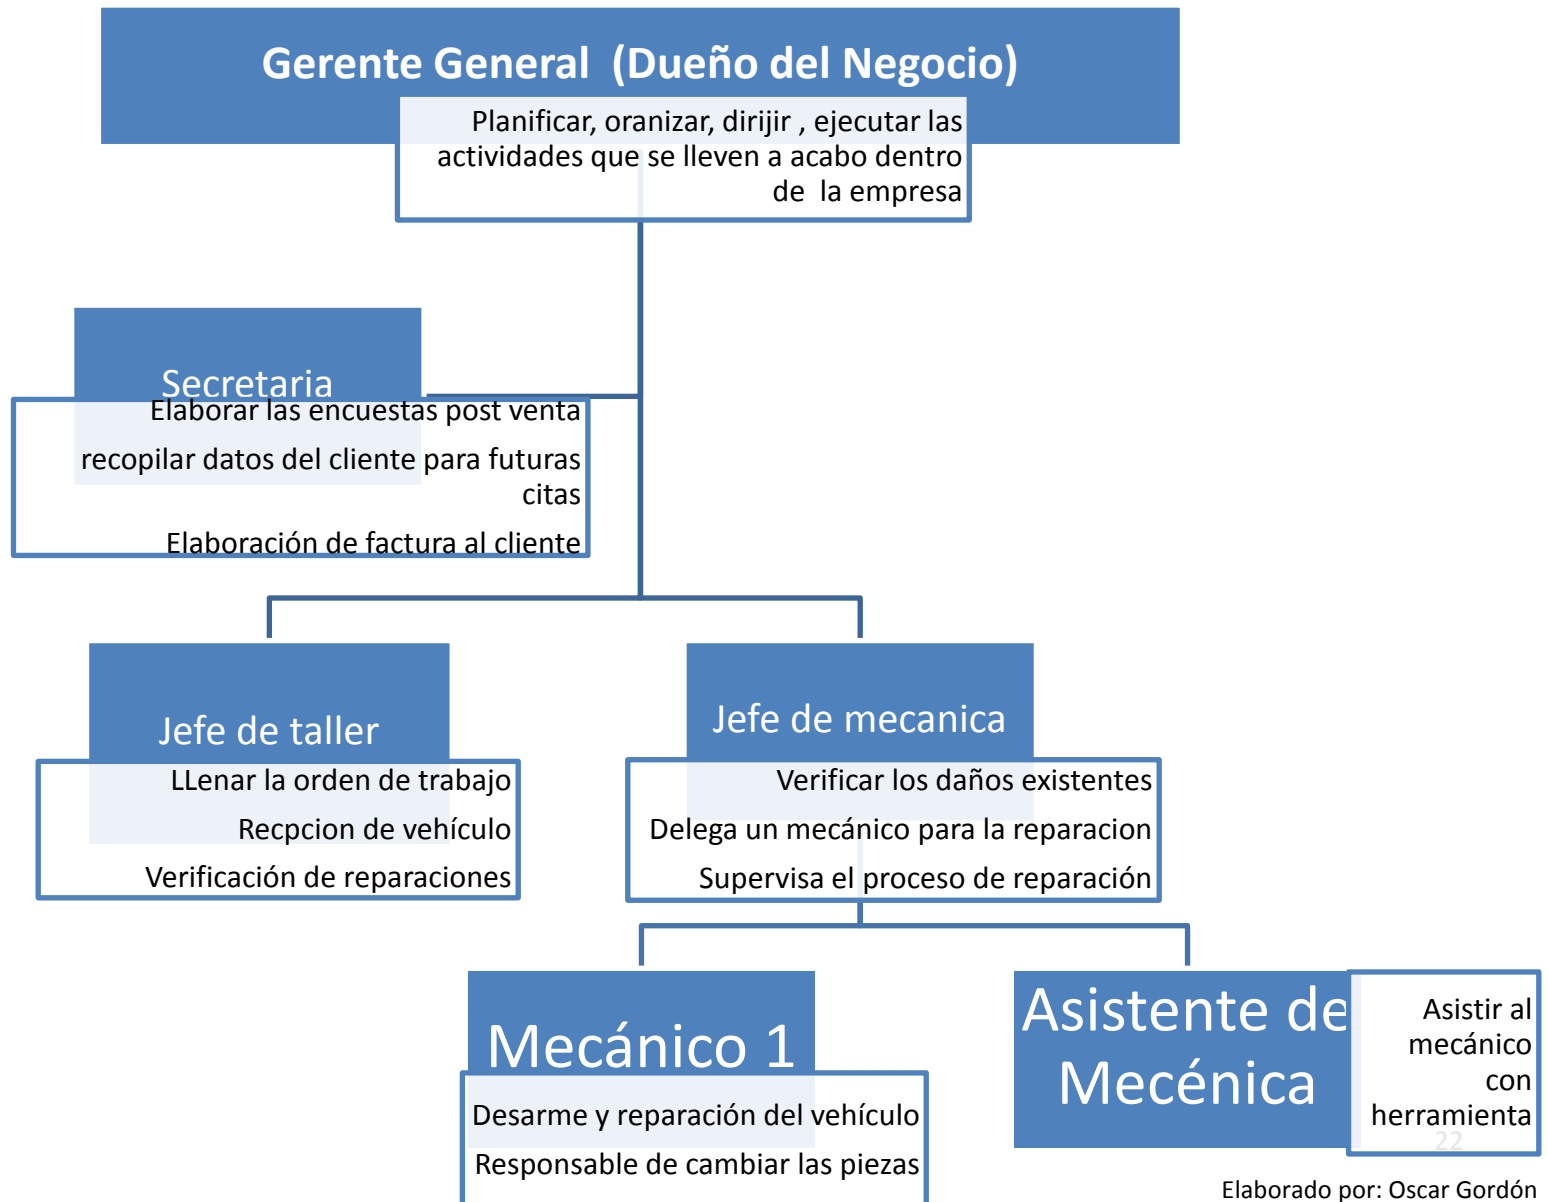 Gerente General (Dueño del Negocio)
Planificar, oranizar, dirijir , ejecutar las
actividades que se lleven a acabo dentro
de la empresa
Secretaria
Elaborar las encuestas post venta
recopilar datos del cliente para futuras
citas
Elaboración de factura al cliente
Jefe de taller
LLenar la orden de trabajo
Recpcion de vehículo
Verificación de reparaciones
Jefe de mecanica
Verificar los daños existentes
Delega un mecánico para la reparacion
Supervisa el proceso de reparación
Mecánico 1
Desarme y reparación del vehículo
Responsable de cambiar las piezas
Asistente de
Mecénica
Asistir al
mecánico
con
herramienta
22
Elaborado por: Oscar Gordón